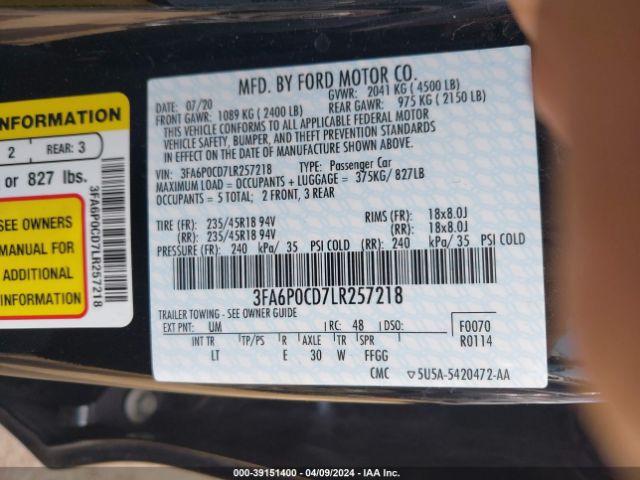 INFORMATION
2 REAR: 3
or 827 lbs.
SEE OWNERS
MANUAL FOR
ADDITIONAL
INFORMATION
3FA6P0CD7LR257218
MFD. BY FORD MOTOR CO.
DATE: 07/20 GVWR: 2041 KG (4500 LB)
FRONT GAWR: 1089 KG (2400 LB) REAR GAWR: 975 KG (2150 LB)
THIS VEHICLE CONFORMS TO ALL APPLICABLE FEDERAL MOTOR
VEHICLE SAFETY, BUMPER, AND THEFT PREVENTION STANDARDS
IN EFFECT ON THE DATE OF MANUFACTURE SHOWN ABOVE.
VIN: 3FA6P0CD7LR257218 TYPE: Passenger Car
MAXIMUM LOAD = OCCUPANTS + LUGGAGE = 375KG/827LB
OCCUPANTS = 5 TOTAL; 2 FRONT, 3 REAR
TIRE (FR): 235/45R18 94V RIMS (FR): 18x8.0J
(RR): 235/45R18 94V (RR): 18x8.0J
PRESSURE (FR): 240 kPa/ 35 PSI COLD (RR): 240 kPa/ 35 PSI COLD
3FA6P0CD7LR257218
TRAILER TOWING - SEE OWNER GUIDE
EXT PNT: UM RC: 48 DSO: F0070
INT TR TP/PS R AXLE TR SPR R0114
LT E 30 W FFGG
CMC ▽5U5A-5420472-AA
000-39151400 - 04/09/2024 - IAA Inc.